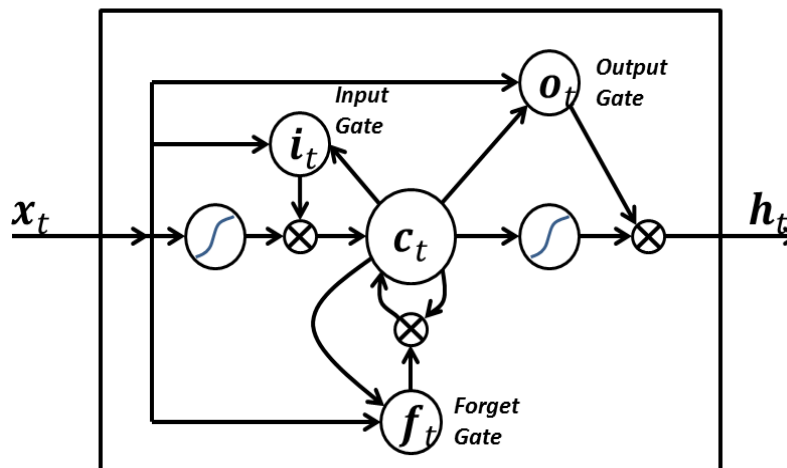 o_t
Output
Gate
Input
Gate
i_t
x_t
c_t
h_t
f_t
Forget
Gate